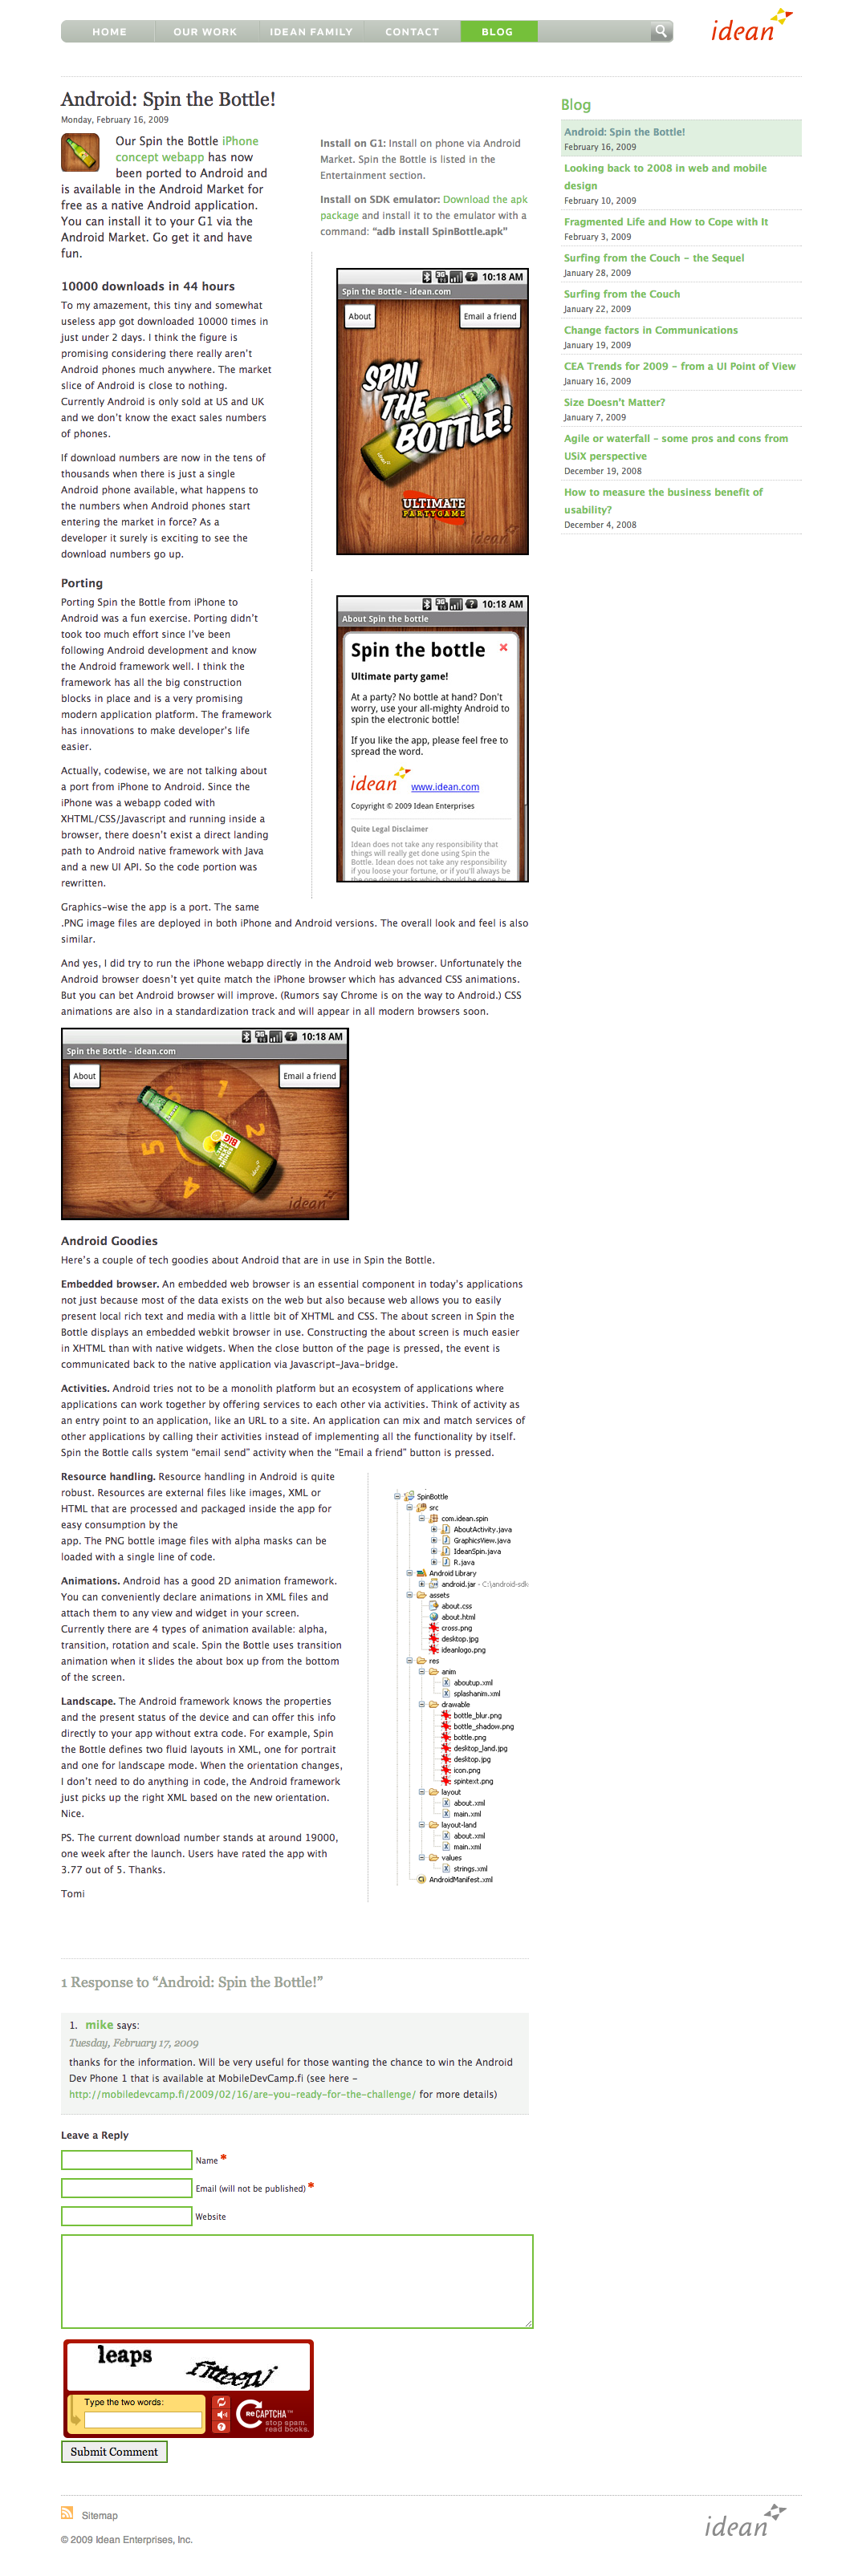 HOME
OUR WORK
IDEAN FAMILY
CONTACT
BLOG
idean
Android: Spin the Bottle!
Monday, February 16, 2009
Our Spin the Bottle iPhone
concept webapp has now
been ported to Android and
is available in the Android Market for
free as a native Android application.
You can install it to your G1 via the
Android Market. Go get it and have
fun.
Install on G1: Install on phone via Android
Market. Spin the Bottle is listed in the
Entertainment section.
Install on SDK emulator: Download the apk
package and install it to the emulator with a
command: “adb install SpinBottle.apk”
10000 downloads in 44 hours
To my amazement, this tiny and somewhat
useless app got downloaded 10000 times in
just under 2 days. I think the figure is
promising considering there really aren’t
Android phones much anywhere. The market
slice of Android is close to nothing.
Currently Android is only sold at US and UK
and we don’t know the exact sales numbers
of phones.
If download numbers are now in the tens of
thousands when there is just a single
Android phone available, what happens to
the numbers when Android phones start
entering the market in force? As a
developer it surely is exciting to see the
download numbers go up.
10:18 AM
Spin the Bottle - idean.com
About
Email a friend
SPIN
THE
BOTTLE!
ULTIMATE
PARTYGAME
idean
Porting
Porting Spin the Bottle from iPhone to
Android was a fun exercise. Porting didn’t
took too much effort since I’ve been
following Android development and know
the Android framework well. I think the
framework has all the big construction
blocks in place and is a very promising
modern application platform. The framework
has innovations to make developer’s life
easier.
Actually, codewise, we are not talking about
a port from iPhone to Android. Since the
iPhone was a webapp coded with
XHTML/CSS/Javascript and running inside a
browser, there doesn’t exist a direct landing
path to Android native framework with Java
and a new UI API. So the code portion was
rewritten.
10:18 AM
About Spin the bottle
Spin the bottle
Ultimate party game!
At a party? No bottle at hand? Don't
worry, use your all-mighty Android to
spin the electronic bottle!
If you like the app, please feel free to
spread the word.
idean www.idean.com
Copyright © 2009 Idean Enterprises
Quite Legal Disclaimer
Idean does not take any responsibility that
things will really get done using Spin the
Bottle. Idean does not take any responsibility
if you loose your fortune, or if you'll always be
the one doing tasks which should be done by
Graphics-wise the app is a port. The same
.PNG image files are deployed in both iPhone and Android versions. The overall look and feel is also
similar.
And yes, I did try to run the iPhone webapp directly in the Android web browser. Unfortunately the
Android browser doesn’t yet quite match the iPhone browser which has advanced CSS animations.
But you can bet Android browser will improve. (Rumors say Chrome is on the way to Android.) CSS
animations are also in a standardization track and will appear in all modern browsers soon.
10:18 AM
Spin the Bottle - idean.com
About
Email a friend
1
2
4
5
BIG
idean
Android Goodies
Here’s a couple of tech goodies about Android that are in use in Spin the Bottle.
Embedded browser. An embedded web browser is an essential component in today’s applications
not just because most of the data exists on the web but also because web allows you to easily
present local rich text and media with a little bit of XHTML and CSS. The about screen in Spin the
Bottle displays an embedded webkit browser in use. Constructing the about screen is much easier
in XHTML than with native widgets. When the close button of the page is pressed, the event is
communicated back to the native application via Javascript-Java-bridge.
Activities. Android tries not to be a monolith platform but an ecosystem of applications where
applications can work together by offering services to each other via activities. Think of activity as
an entry point to an application, like an URL to a site. An application can mix and match services of
other applications by calling their activities instead of implementing all the functionality by itself.
Spin the Bottle calls system “email send” activity when the “Email a friend” button is pressed.
Resource handling. Resource handling in Android is quite
robust. Resources are external files like images, XML or
HTML that are processed and packaged inside the app for
easy consumption by the
app. The PNG bottle image files with alpha masks can be
loaded with a single line of code.
Animations. Android has a good 2D animation framework.
You can conveniently declare animations in XML files and
attach them to any view and widget in your screen.
Currently there are 4 types of animation available: alpha,
transition, rotation and scale. Spin the Bottle uses transition
animation when it slides the about box up from the bottom
of the screen.
Landscape. The Android framework knows the properties
and the present status of the device and can offer this info
directly to your app without extra code. For example, Spin
the Bottle defines two fluid layouts in XML, one for portrait
and one for landscape mode. When the orientation changes,
I don’t need to do anything in code, the Android framework
just picks up the right XML based on the new orientation.
Nice.
PS. The current download number stands at around 19000,
one week after the launch. Users have rated the app with
3.77 out of 5. Thanks.
Tomi
SpinBottle
src
com.idean.spin
AboutActivity.java
GraphicsView.java
IdeanSpin.java
R.java
Android Library
android.jar - C:\android-sdk
assets
about.css
about.html
cross.png
desktop.jpg
ideanlogo.png
res
anim
aboutup.xml
splashanim.xml
drawable
bottle_blur.png
bottle_shadow.png
bottle.png
desktop_land.jpg
desktop.jpg
icon.png
spintext.png
layout
about.xml
main.xml
layout-land
about.xml
main.xml
values
strings.xml
AndroidManifest.xml
1 Response to “Android: Spin the Bottle!”
1. mike says:
Tuesday, February 17, 2009
thanks for the information. Will be very useful for those wanting the chance to win the Android
Dev Phone 1 that is available at MobileDevCamp.fi (see here -
http://mobiledevcamp.fi/2009/02/16/are-you-ready-for-the-challenge/ for more details)
Leave a Reply
Name *
Email (will not be published) *
Website
leaps
Type the two words:
reCAPTCHA™
stop spam.
read books.
Submit Comment
Blog
Android: Spin the Bottle!
February 16, 2009
Looking back to 2008 in web and mobile
design
February 10, 2009
Fragmented Life and How to Cope with It
February 3, 2009
Surfing from the Couch - the Sequel
January 28, 2009
Surfing from the Couch
January 22, 2009
Change factors in Communications
January 19, 2009
CEA Trends for 2009 - from a UI Point of View
January 16, 2009
Size Doesn’t Matter?
January 7, 2009
Agile or waterfall - some pros and cons from
USiX perspective
December 19, 2008
How to measure the business benefit of
usability?
December 4, 2008
Sitemap
© 2009 Idean Enterprises, Inc.
idean